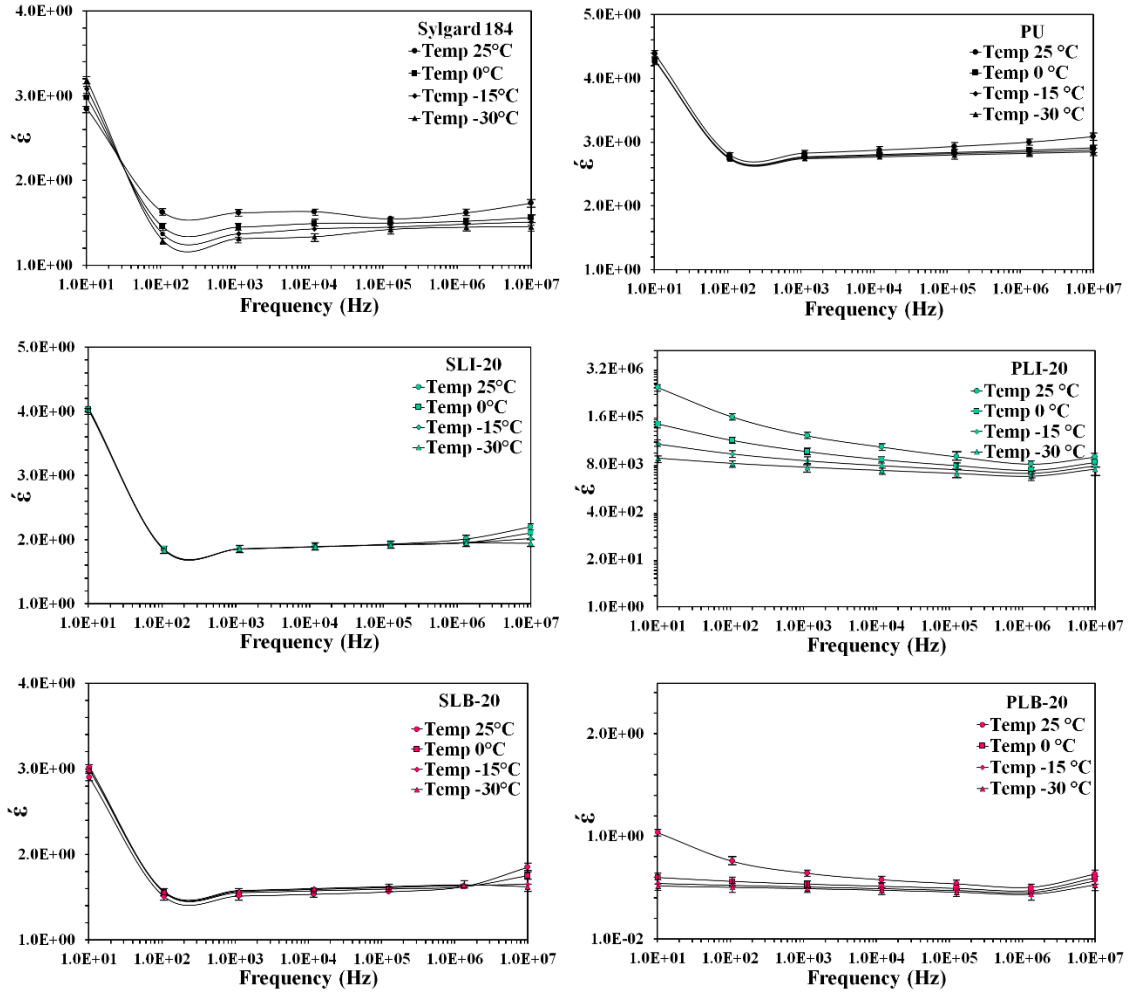 Sylgard 184
Temp 25°C
Temp 0°C
Temp -15°C
Temp -30°C
4.0E+00
3.0E+00
2.0E+00
1.0E+00
έ
1.0E+01 1.0E+02 1.0E+03 1.0E+04 1.0E+05 1.0E+06 1.0E+07
Frequency (Hz)
PU
Temp 25 °C
Temp 0 °C
Temp -15 °C
Temp -30 °C
5.0E+00
4.0E+00
3.0E+00
2.0E+00
1.0E+00
έ
1.0E+01 1.0E+02 1.0E+03 1.0E+04 1.0E+05 1.0E+06 1.0E+07
Frequency (Hz)
SLI-20
Temp 25°C
Temp 0°C
Temp -15°C
Temp -30°C
5.0E+00
4.0E+00
3.0E+00
2.0E+00
1.0E+00
έ
1.0E+01 1.0E+02 1.0E+03 1.0E+04 1.0E+05 1.0E+06 1.0E+07
Frequency (Hz)
PLI-20
Temp 25 °C
Temp 0 °C
Temp -15 °C
Temp -30 °C
3.2E+06
1.6E+05
8.0E+03
4.0E+02
2.0E+01
1.0E+00
έ
1.0E+01 1.0E+02 1.0E+03 1.0E+04 1.0E+05 1.0E+06 1.0E+07
Frequency (Hz)
SLB-20
Temp 25°C
Temp 0°C
Temp -15°C
Temp -30°C
4.0E+00
3.0E+00
2.0E+00
1.0E+00
έ
1.0E+01 1.0E+02 1.0E+03 1.0E+04 1.0E+05 1.0E+06 1.0E+07
Frequency (Hz)
PLB-20
Temp 25 °C
Temp 0 °C
Temp -15 °C
Temp -30 °C
2.0E+00
1.0E+00
1.0E-02
έ
1.0E+01 1.0E+02 1.0E+03 1.0E+04 1.0E+05 1.0E+06 1.0E+07
Frequency (Hz)